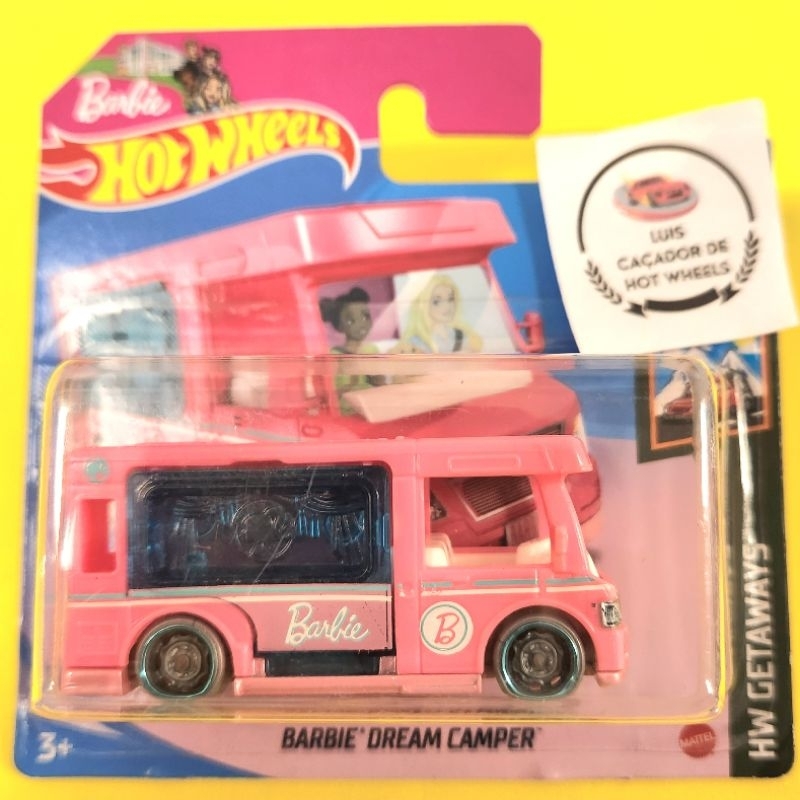 Barbie
HOT WHEELS
LUIS
CAÇADOR DE
HOT WHEELS
Barbie
B
3+
BARBIE® DREAM CAMPER™
MATTEL
HW GETAWAYS